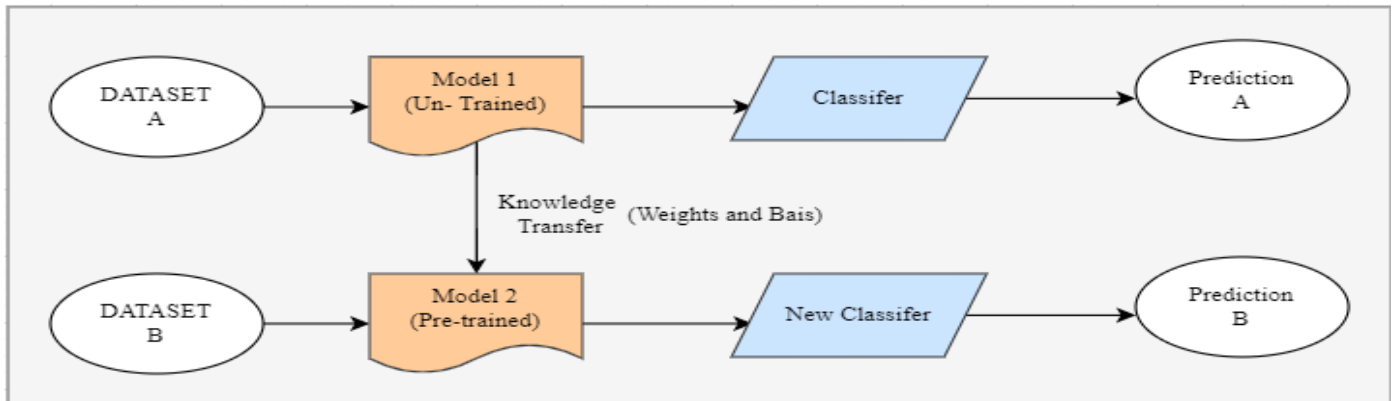 DATASET
A
Model 1
(Un- Trained)
Classifer
Prediction
A
Knowledge
Transfer
(Weights and Bais)
DATASET
B
Model 2
(Pre-trained)
New Classifer
Prediction
B